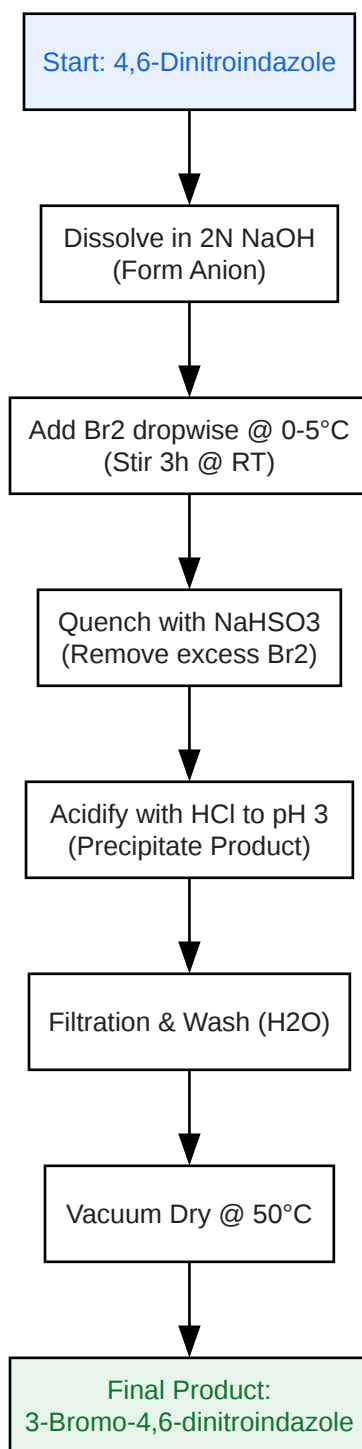 Start: 4,6-Dinitroindazole
Dissolve in 2N NaOH
(Form Anion)
Add Br2 dropwise @ 0-5°C
(Stir 3h @ RT)
Quench with NaHSO3
(Remove excess Br2)
Acidify with HCl to pH 3
(Precipitate Product)
Filtration & Wash (H2O)
Vacuum Dry @ 50°C
Final Product:
3-Bromo-4,6-dinitroindazole